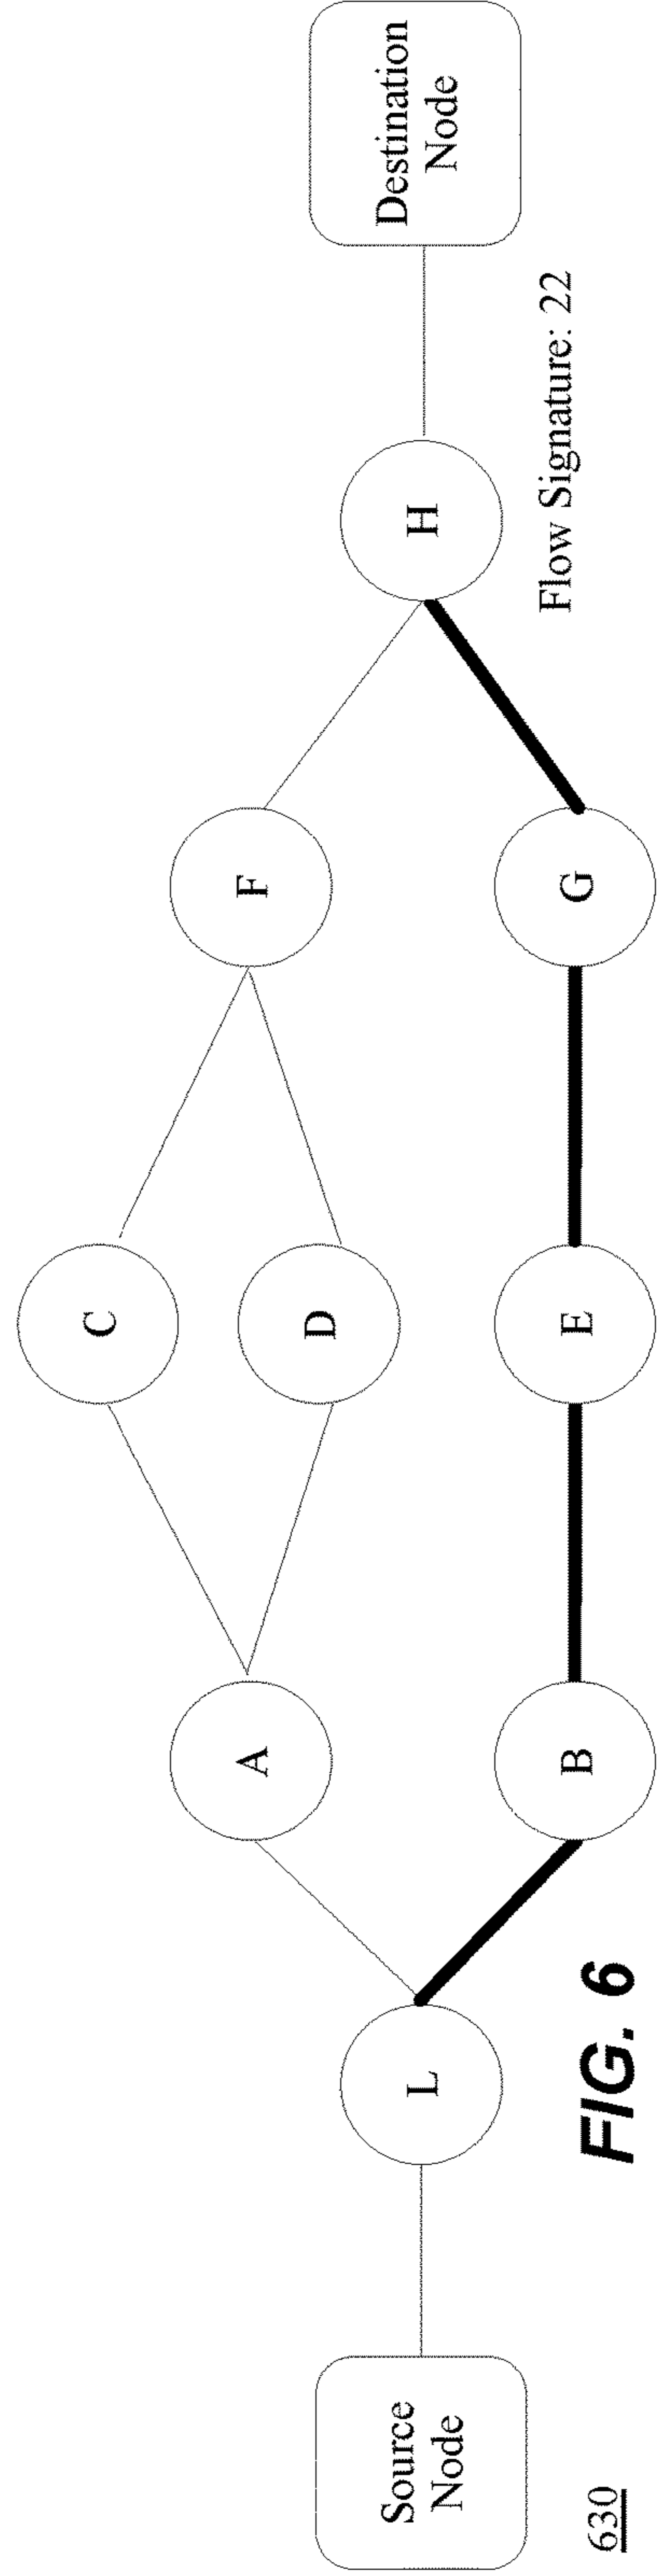 Source
Node
L
A
B
C
D
E
F
G
H
Destination
Node
Flow Signature: 22
630
FIG. 6